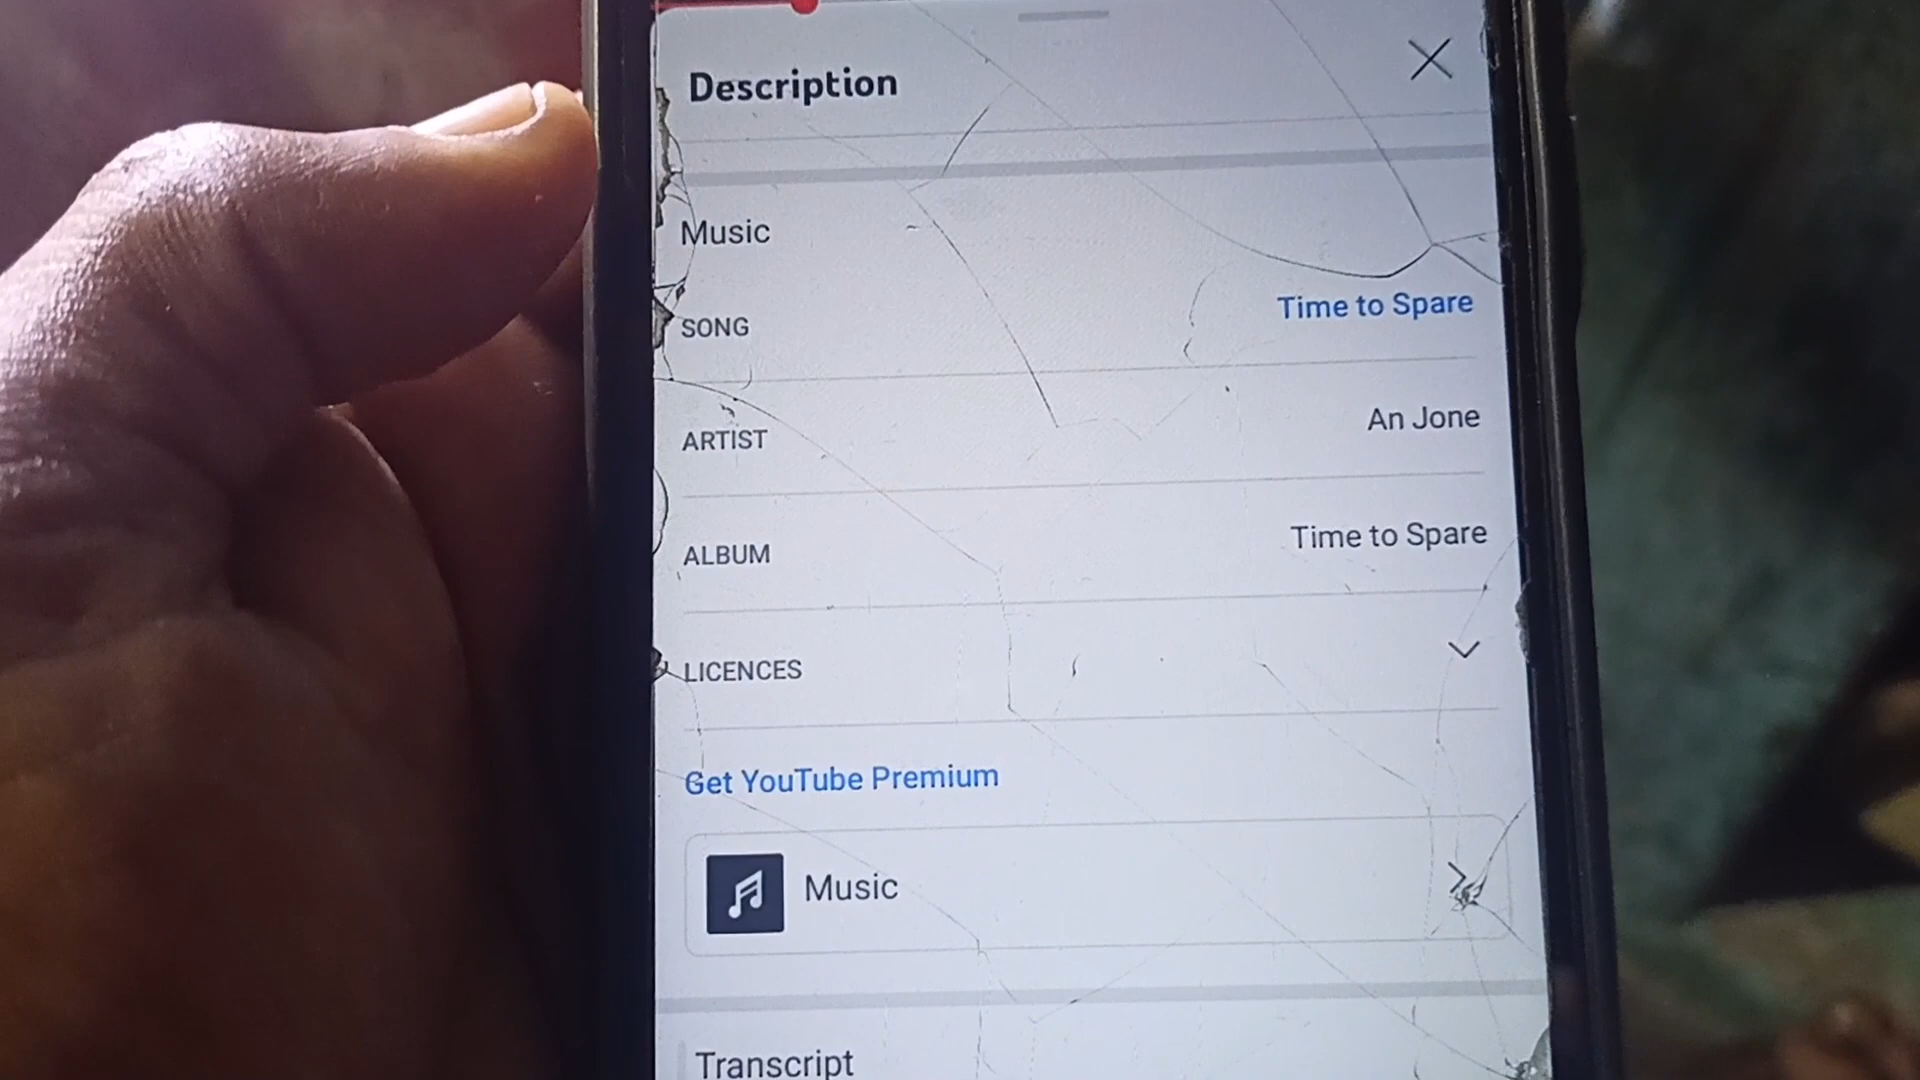 Description
Music
SONG Time to Spare
ARTIST An Jone
ALBUM Time to Spare
LICENCES
Get YouTube Premium
Music
Transcript